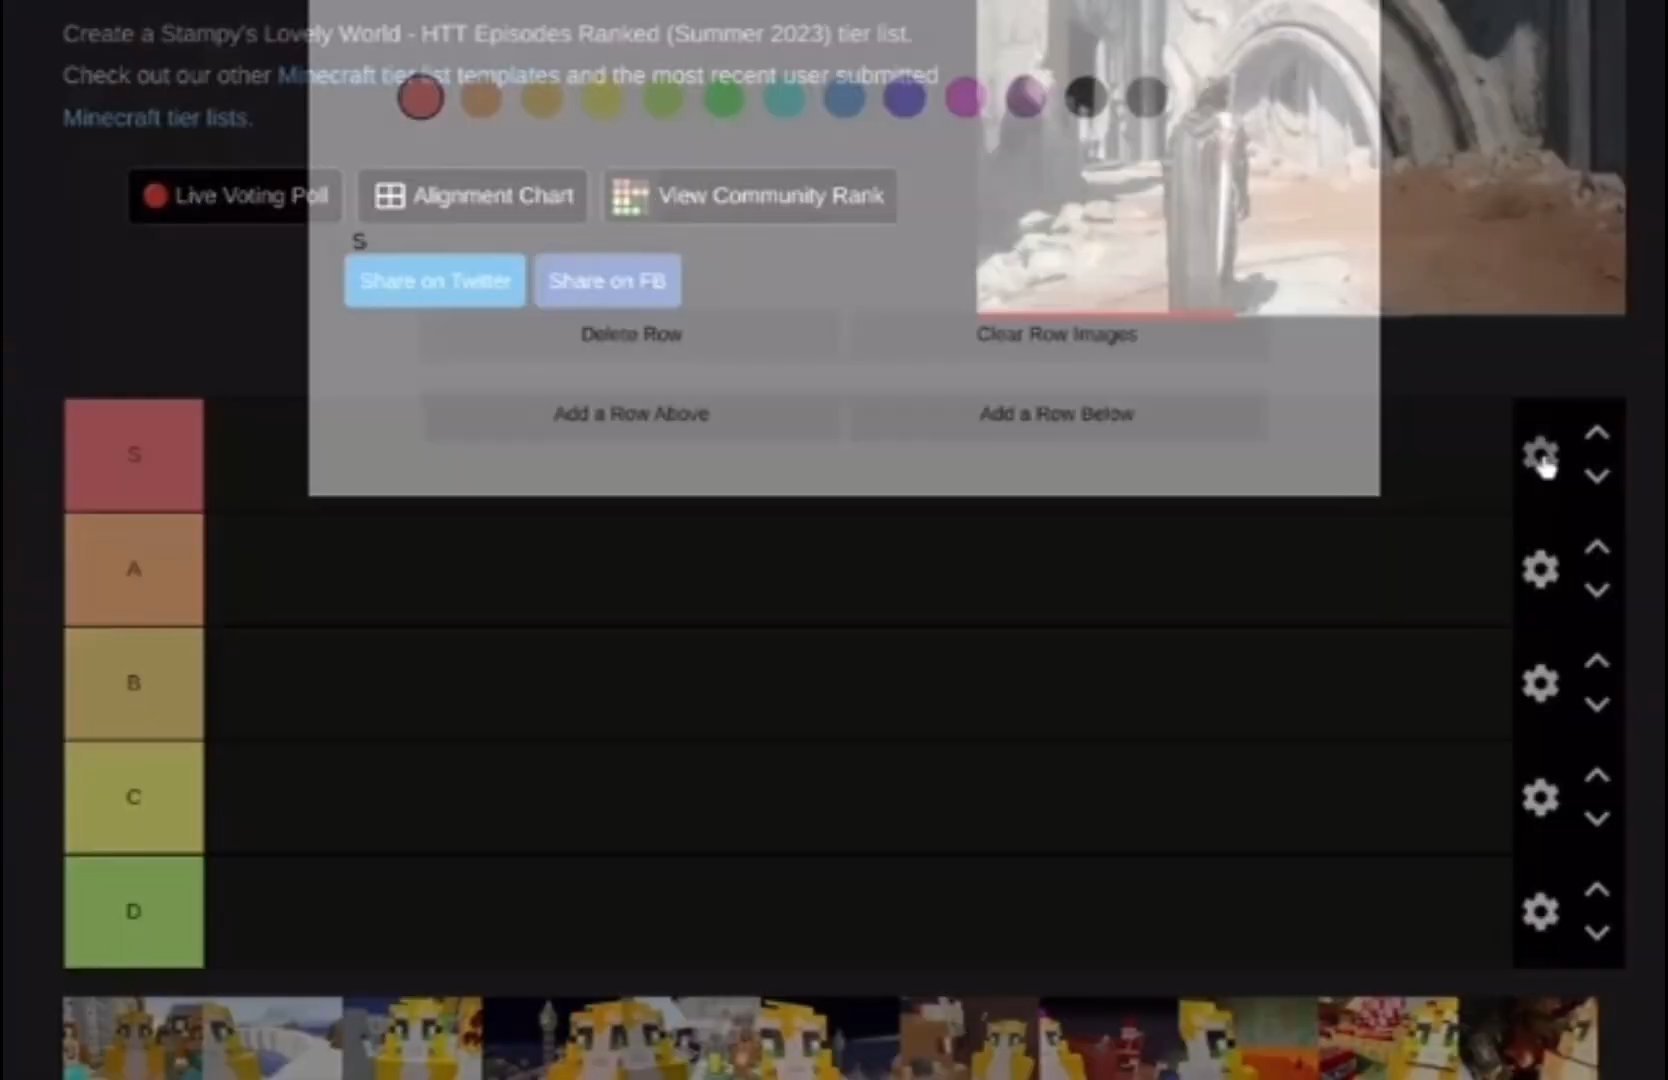 Create a Stampy's Lovely World - HTT Episodes Ranked (Summer 2023) tier list.
Check out our other Minecraft tier list templates and the most recent user submitted
Minecraft tier lists.
Live Voting Poll
Alignment Chart
View Community Rank
S
Share on Twitter
Share on FB
Delete Row
Clear Row Images
Add a Row Above
Add a Row Below
S
A
B
C
D